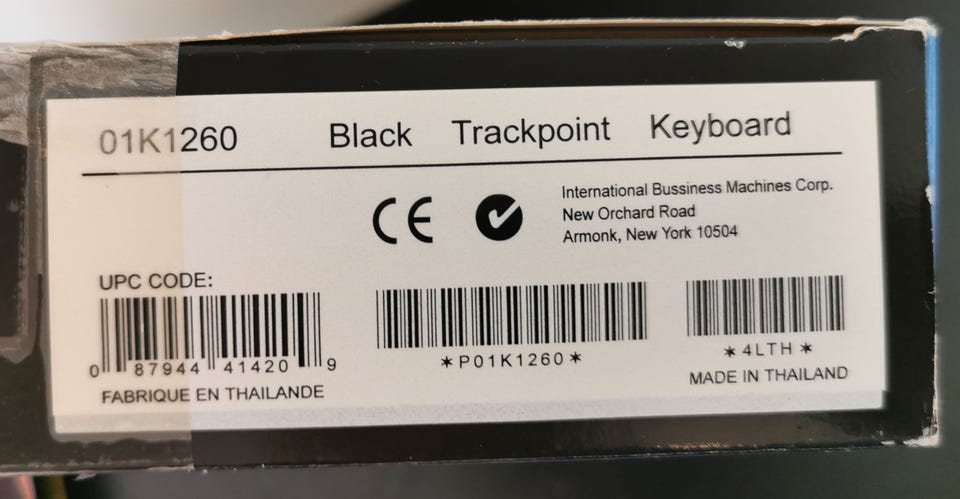 01K1260 Black Trackpoint Keyboard
CE
International Bussiness Machines Corp.
New Orchard Road
Armonk, New York 10504
UPC CODE:
0 87944 41420 9
FABRIQUE EN THAILANDE
*P01K1260*
*4LTH*
MADE IN THAILAND